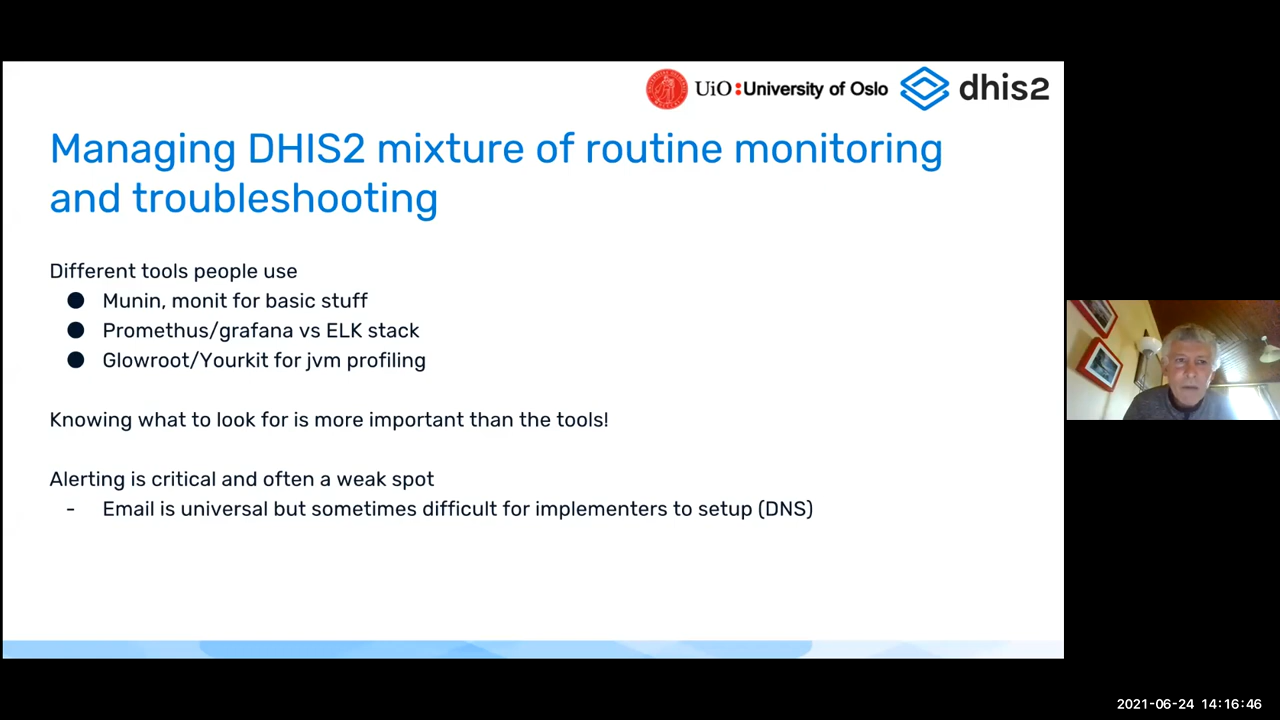 UiO:University of Oslo dhis2
Managing DHIS2 mixture of routine monitoring
and troubleshooting
Different tools people use
● Munin, monit for basic stuff
● Promethus/grafana vs ELK stack
● Glowroot/Yourkit for jvm profiling
Knowing what to look for is more important than the tools!
Alerting is critical and often a weak spot
- Email is universal but sometimes difficult for implementers to setup (DNS)
2021-06-24 14:16:46